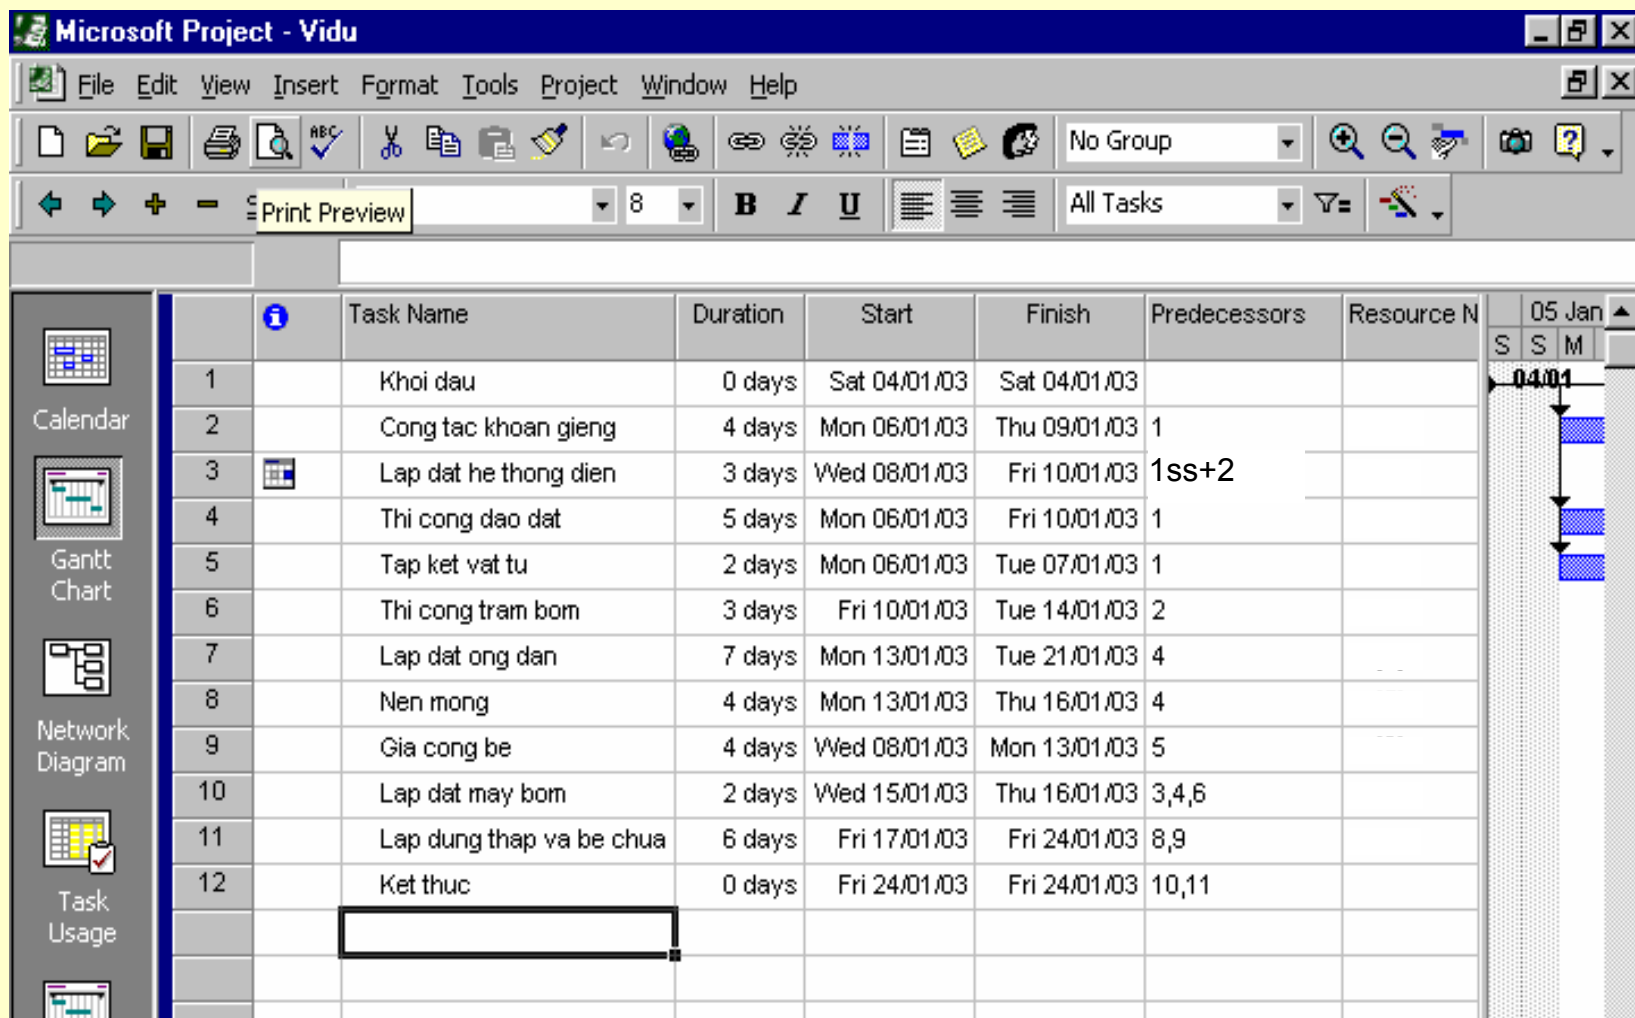 Microsoft Project - Vidu
File Edit View Insert Format Tools Project Window Help
ABC No Group
8 B I U All Tasks
Print Preview
Task Name Duration Start Finish Predecessors Resource N 05 Jan
S S M
1 Khoi dau 0 days Sat 04/01/03 Sat 04/01/03 04/01
2 Cong tac khoan gieng 4 days Mon 06/01/03 Thu 09/01/03 1
3 Lap dat he thong dien 3 days Wed 08/01/03 Fri 10/01/03 1ss+2
4 Thi cong dao dat 5 days Mon 06/01/03 Fri 10/01/03 1
5 Tap ket vat tu 2 days Mon 06/01/03 Tue 07/01/03 1
6 Thi cong tram bom 3 days Fri 10/01/03 Tue 14/01/03 2
7 Lap dat ong dan 7 days Mon 13/01/03 Tue 21/01/03 4
8 Nen mong 4 days Mon 13/01/03 Thu 16/01/03 4
9 Gia cong be 4 days Wed 08/01/03 Mon 13/01/03 5
10 Lap dat may bom 2 days Wed 15/01/03 Thu 16/01/03 3,4,6
11 Lap dung thap va be chua 6 days Fri 17/01/03 Fri 24/01/03 8,9
12 Ket thuc 0 days Fri 24/01/03 Fri 24/01/03 10,11
Calendar
Gantt
Chart
Network
Diagram
Task
Usage